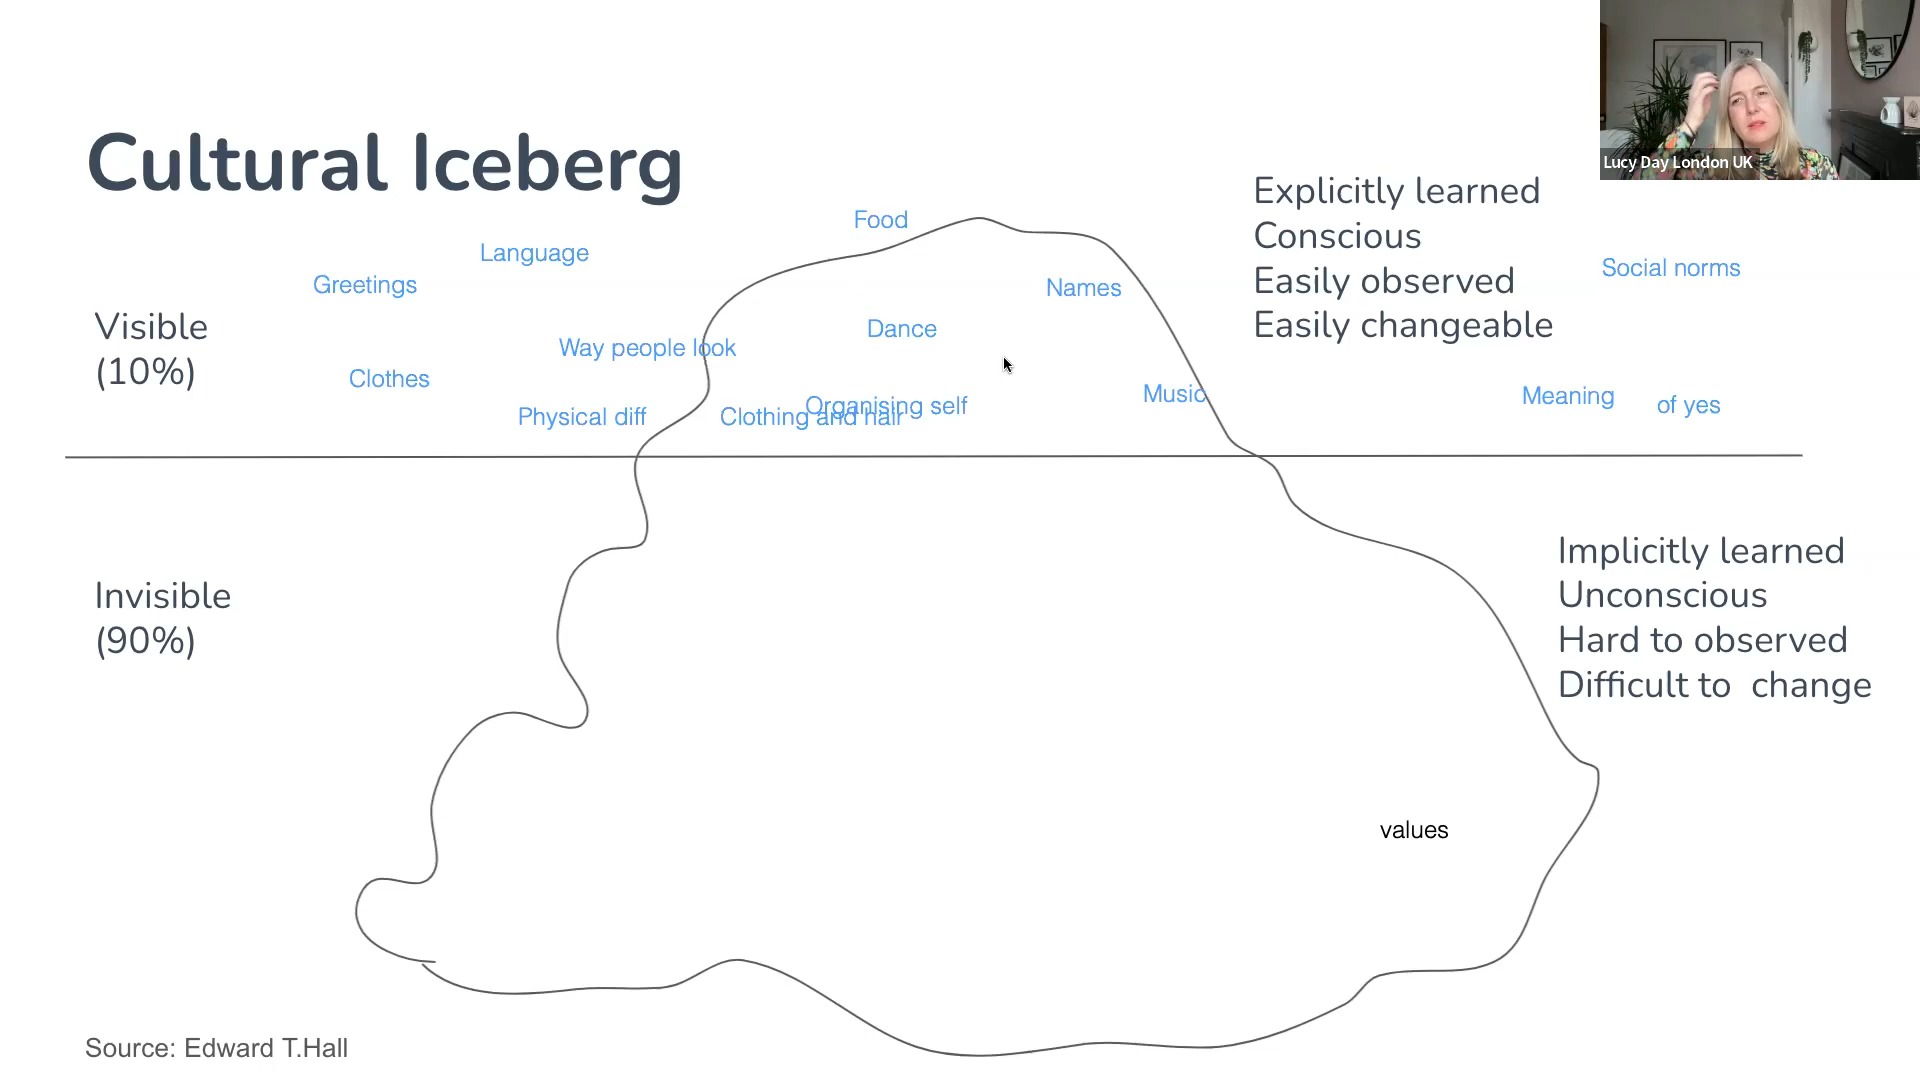 Lucy Day London UK
Cultural Iceberg
Explicitly learned
Conscious
Easily observed
Easily changeable
Food
Language
Greetings
Social norms
Names
Visible
(10%)
Dance
Way people look
Clothes
Music
Meaning
of yes
Organising self
Physical diff
Clothing and hair
Invisible
(90%)
Implicitly learned
Unconscious
Hard to observed
Difficult to  change
values
Source: Edward T.Hall